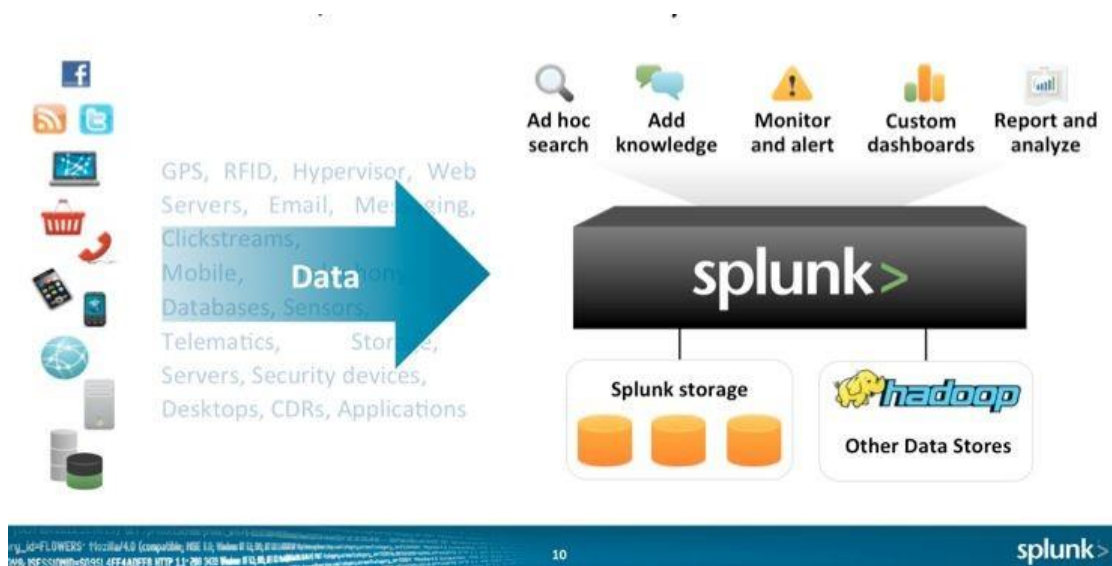 Ad hoc search
Add knowledge
Monitor and alert
Custom dashboards
Report and analyze
GPS, RFID, Hypervisor, Web
Servers, Email, Messaging,
Clickstreams,
Mobile,
Databases, Sensors,
Telematics, Storage,
Servers, Security devices,
Desktops, CDRs, Applications
Data
splunk>
Splunk storage
hadoop
Other Data Stores
10
splunk>